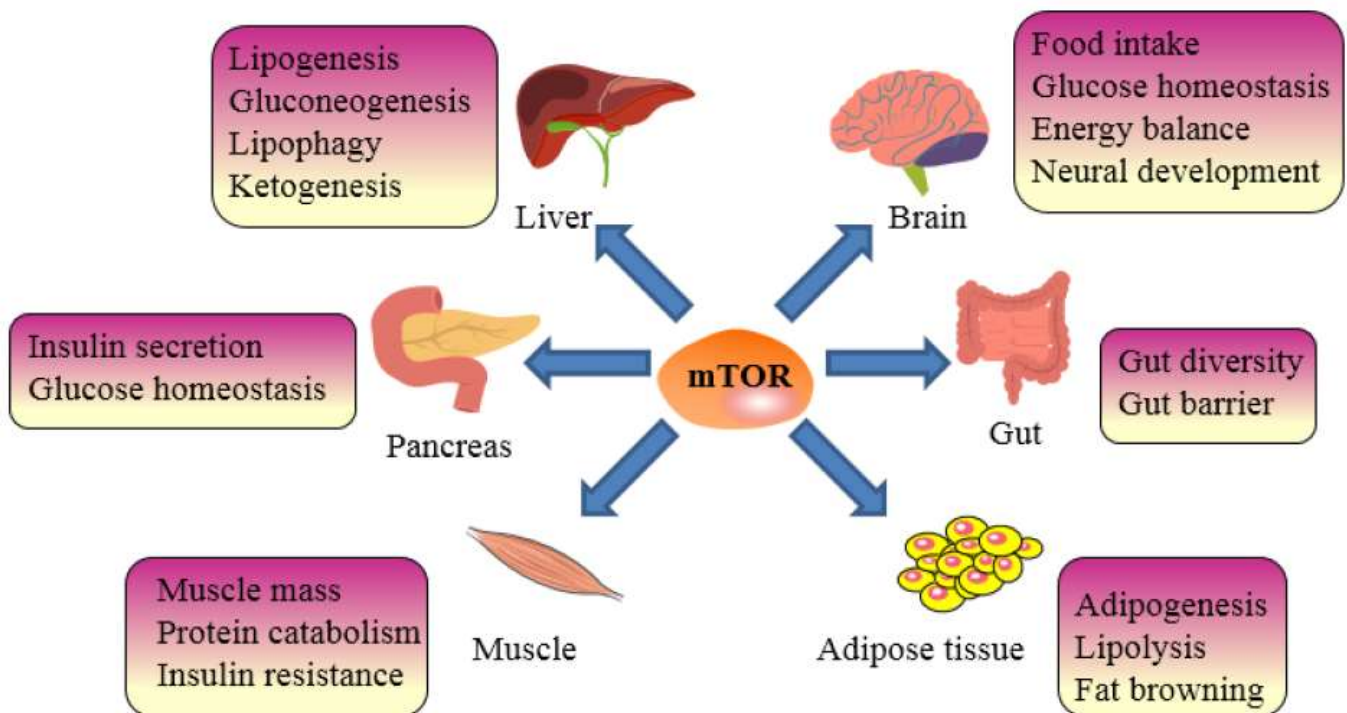 Lipogenesis
Gluconeogenesis
Lipophagy
Ketogenesis
Liver
Food intake
Glucose homeostasis
Energy balance
Neural development
Brain
Insulin secretion
Glucose homeostasis
Pancreas
mTOR
Gut diversity
Gut barrier
Gut
Muscle mass
Protein catabolism
Insulin resistance
Muscle
Adipose tissue
Adipogenesis
Lipolysis
Fat browning